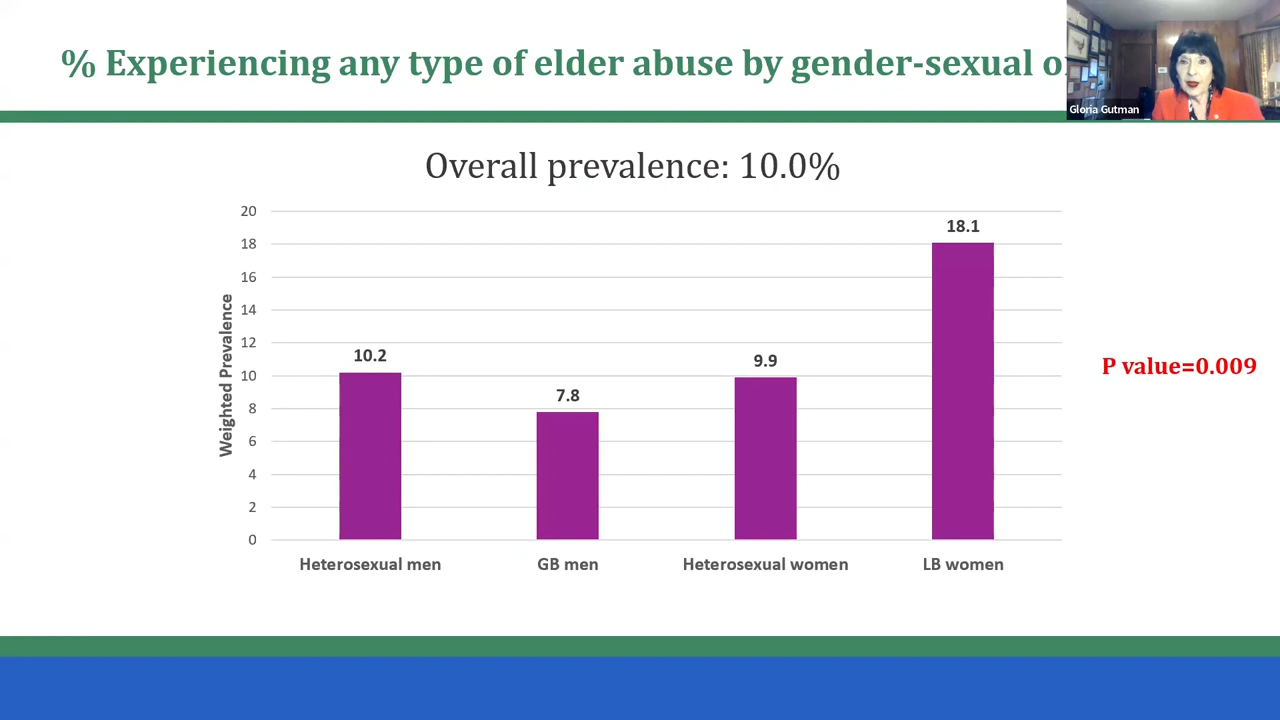 % Experiencing any type of elder abuse by gender-sexual o
Gloria Gutman
Overall prevalence: 10.0%
Weighted Prevalence
20
18
16
14
12
10
8
6
4
2
0
10.2
7.8
9.9
18.1
Heterosexual men
GB men
Heterosexual women
LB women
P value=0.009